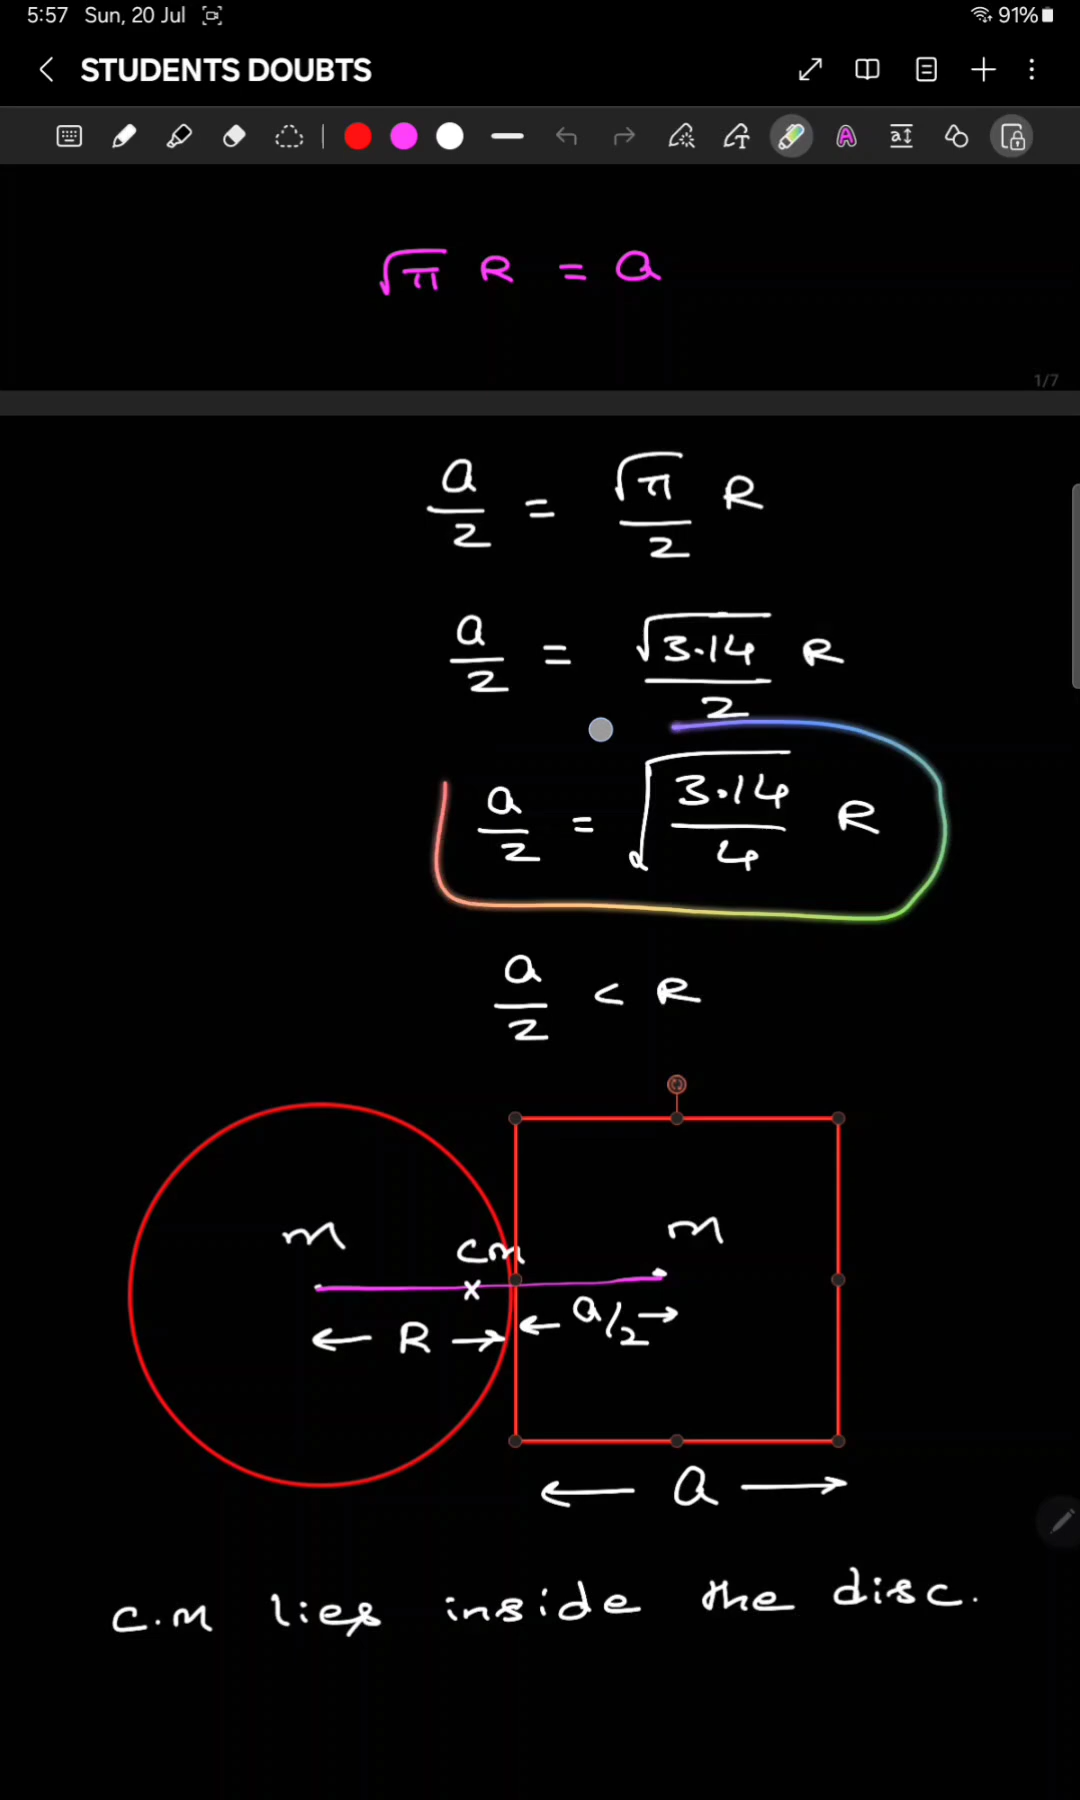 5:57 Sun, 20 Jul 91%
STUDENTS DOUBTS
√π R = a
1/7
a/2 = √π/2 R
a/2 = √3.14/2 R
a/2 = √(3.14/4) R
a/2 < R
m cm m
← R → ← a/2 →
← a →
C.M lies inside the disc.